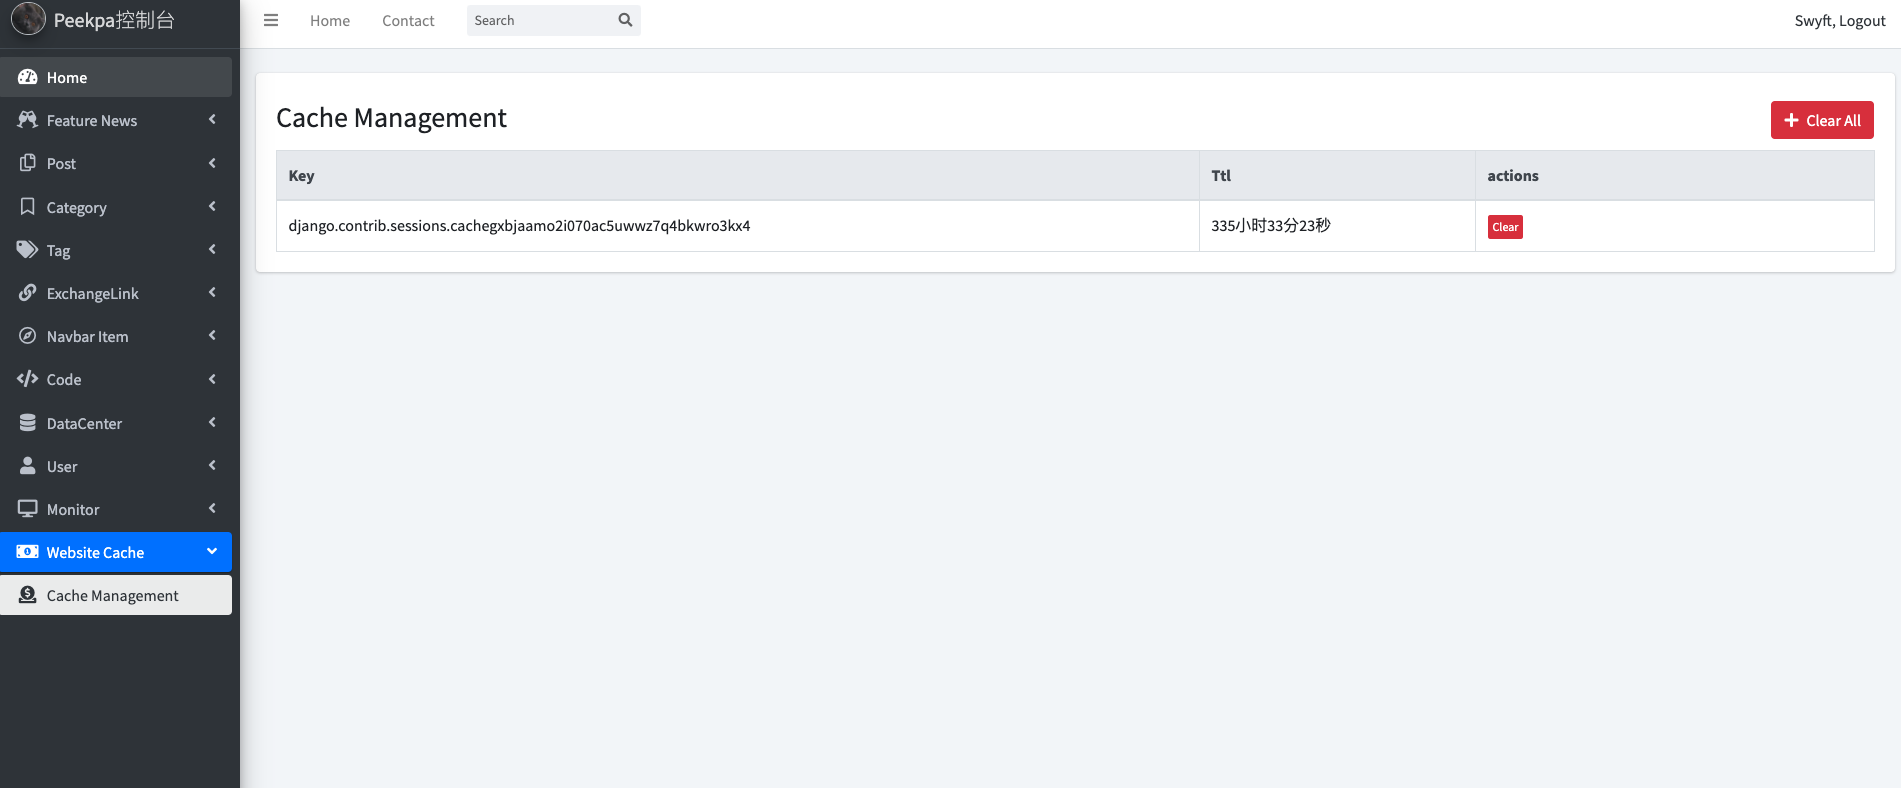 Peekpa控制台
Home
Contact
Search
Swyft, Logout
Home
Feature News
Post
Category
Tag
ExchangeLink
Navbar Item
Code
DataCenter
User
Monitor
Website Cache
Cache Management
Cache Management
Clear All
Key
Ttl
actions
django.contrib.sessions.cachegxbjaamo2i070ac5uwwz7q4bkwro3kx4
335小时33分23秒
Clear